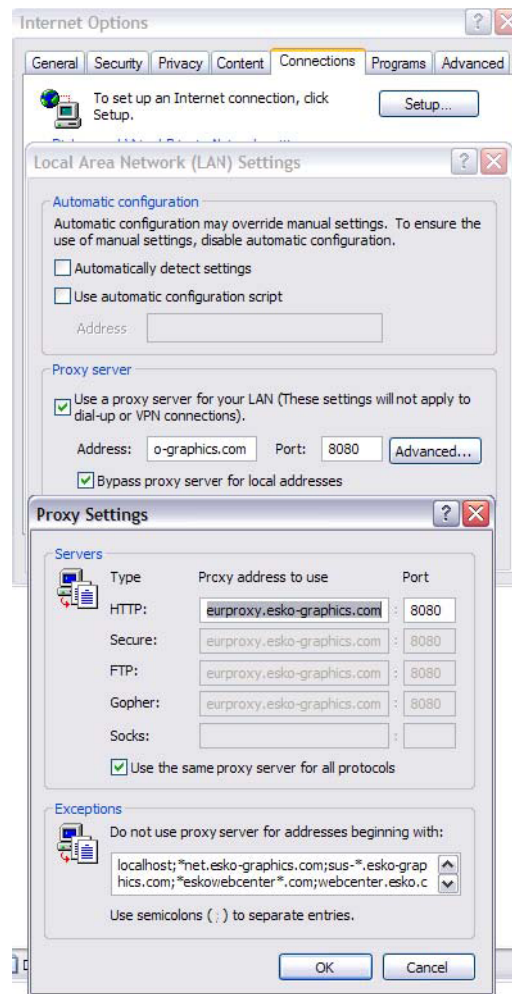 Internet Options
General Security Privacy Content Connections Programs Advanced
To set up an Internet connection, click
Setup.
Setup...
Local Area Network (LAN) Settings
Automatic configuration
Automatic configuration may override manual settings. To ensure the
use of manual settings, disable automatic configuration.
Automatically detect settings
Use automatic configuration script
Address
Proxy server
Use a proxy server for your LAN (These settings will not apply to
dial-up or VPN connections).
Address: o-graphics.com Port: 8080 Advanced...
Bypass proxy server for local addresses
Proxy Settings
Servers
Type Proxy address to use Port
HTTP: eurproxy.esko-graphics.com : 8080
Secure: eurproxy.esko-graphics.com : 8080
FTP: eurproxy.esko-graphics.com : 8080
Gopher: eurproxy.esko-graphics.com : 8080
Socks: :
Use the same proxy server for all protocols
Exceptions
Do not use proxy server for addresses beginning with:
localhost;*net.esko-graphics.com;sus-*.esko-grap
hics.com;*eskowebcenter*.com;webcenter.esko.c
Use semicolons ( ; ) to separate entries.
OK Cancel